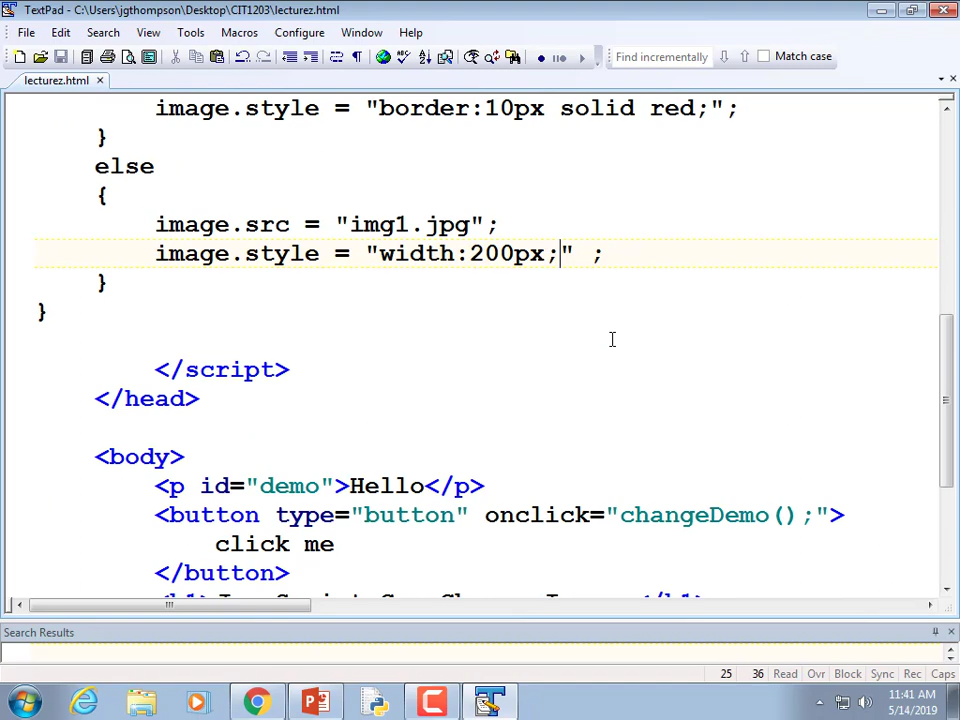 TextPad - C:\Users\jgthompson\Desktop\CIT1203\lecturez.html
File Edit Search View Tools Macros Configure Window Help
Find incrementally Match case
lecturez.html
image.style = "border:10px solid red;";
}
else
{
image.src = "img1.jpg";
image.style = "width:200px;" ;
}
}
</script>
</head>
<body>
<p id="demo">Hello</p>
<button type="button" onclick="changeDemo();">
click me
</button>
Search Results
25 36 Read Ovr Block Sync Rec Caps
11:41 AM
5/14/2019